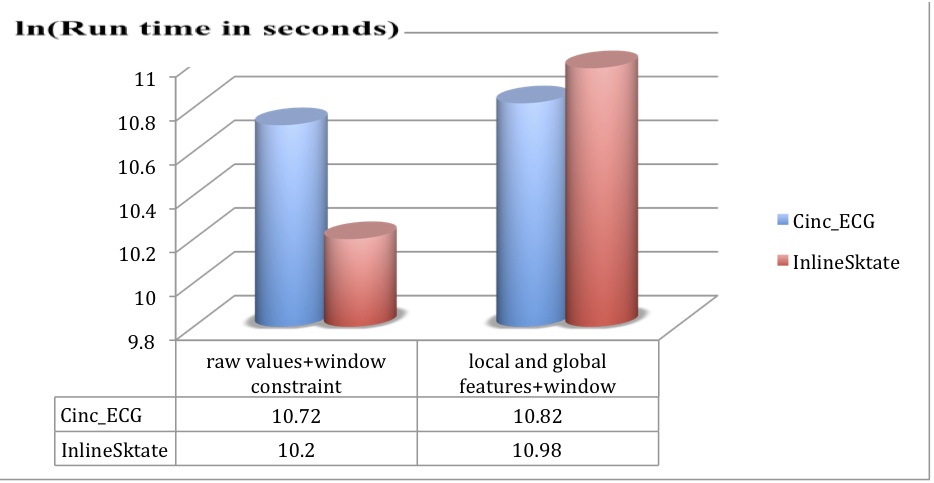 ln(Run time in seconds)
11
10.8
10.6
10.4
10.2
10
9.8
Cinc_ECG
InlineSktate
raw values+window
constraint
local and global
features+window
Cinc_ECG 10.72 10.82
InlineSktate 10.2 10.98